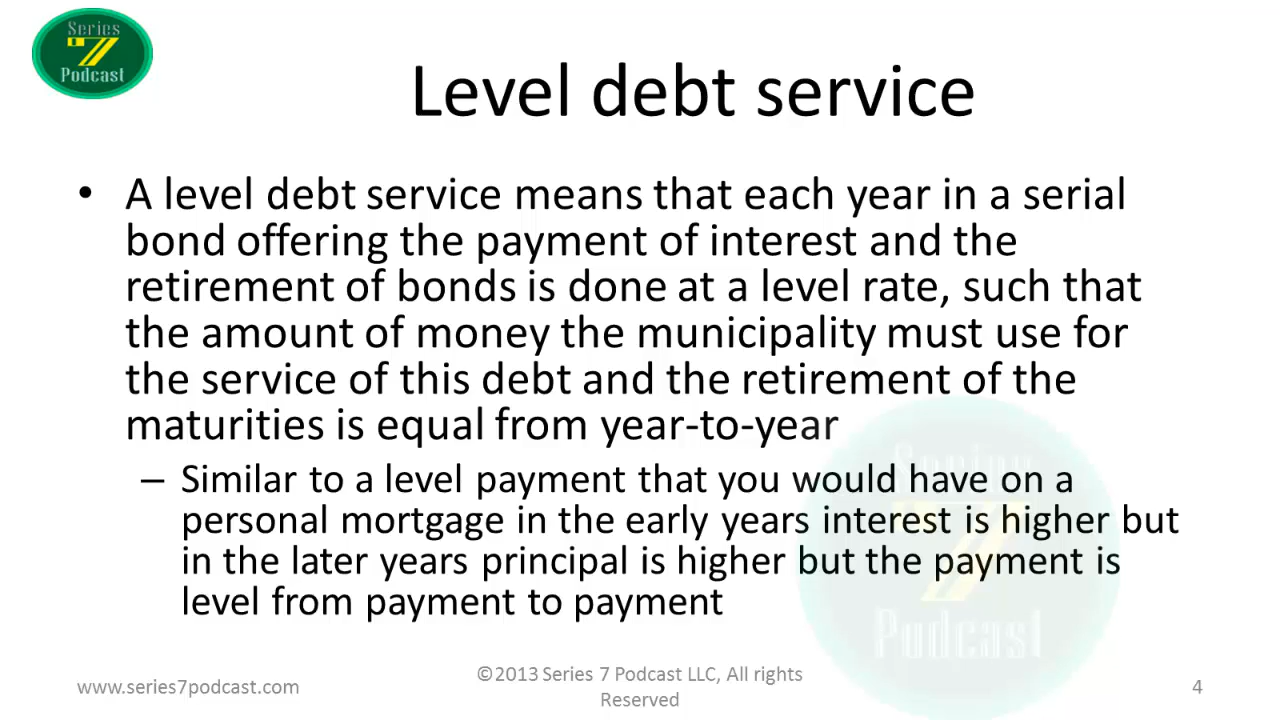 Series
7
Podcast
Level debt service
• A level debt service means that each year in a serial
bond offering the payment of interest and the
retirement of bonds is done at a level rate, such that
the amount of money the municipality must use for
the service of this debt and the retirement of the
maturities is equal from year-to-year
– Similar to a level payment that you would have on a
personal mortgage in the early years interest is higher but
in the later years principal is higher but the payment is
level from payment to payment
Series
7
Podcast
www.series7podcast.com
©2013 Series 7 Podcast LLC, All rights
Reserved
4